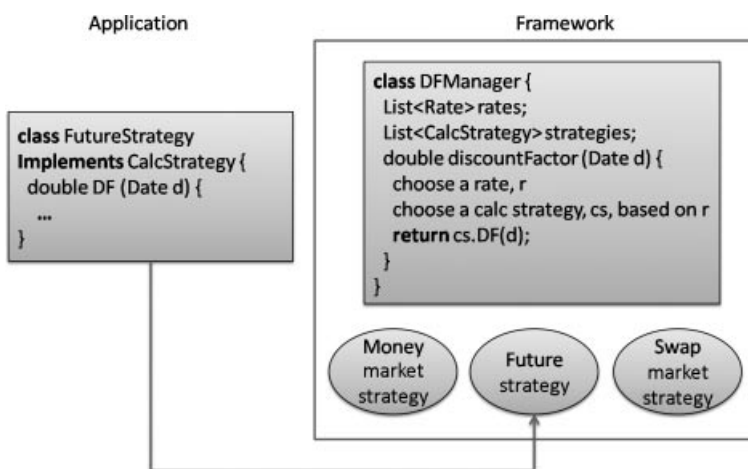 Application
Framework
class FutureStrategy
Implements CalcStrategy {
double DF (Date d) {
...
}
class DFManager {
List<Rate> rates;
List<CalcStrategy> strategies;
double discountFactor (Date d) {
choose a rate, r
choose a calc strategy, cs, based on r
return cs.DF(d);
}
}
Money
market
strategy
Future
strategy
Swap
market
strategy